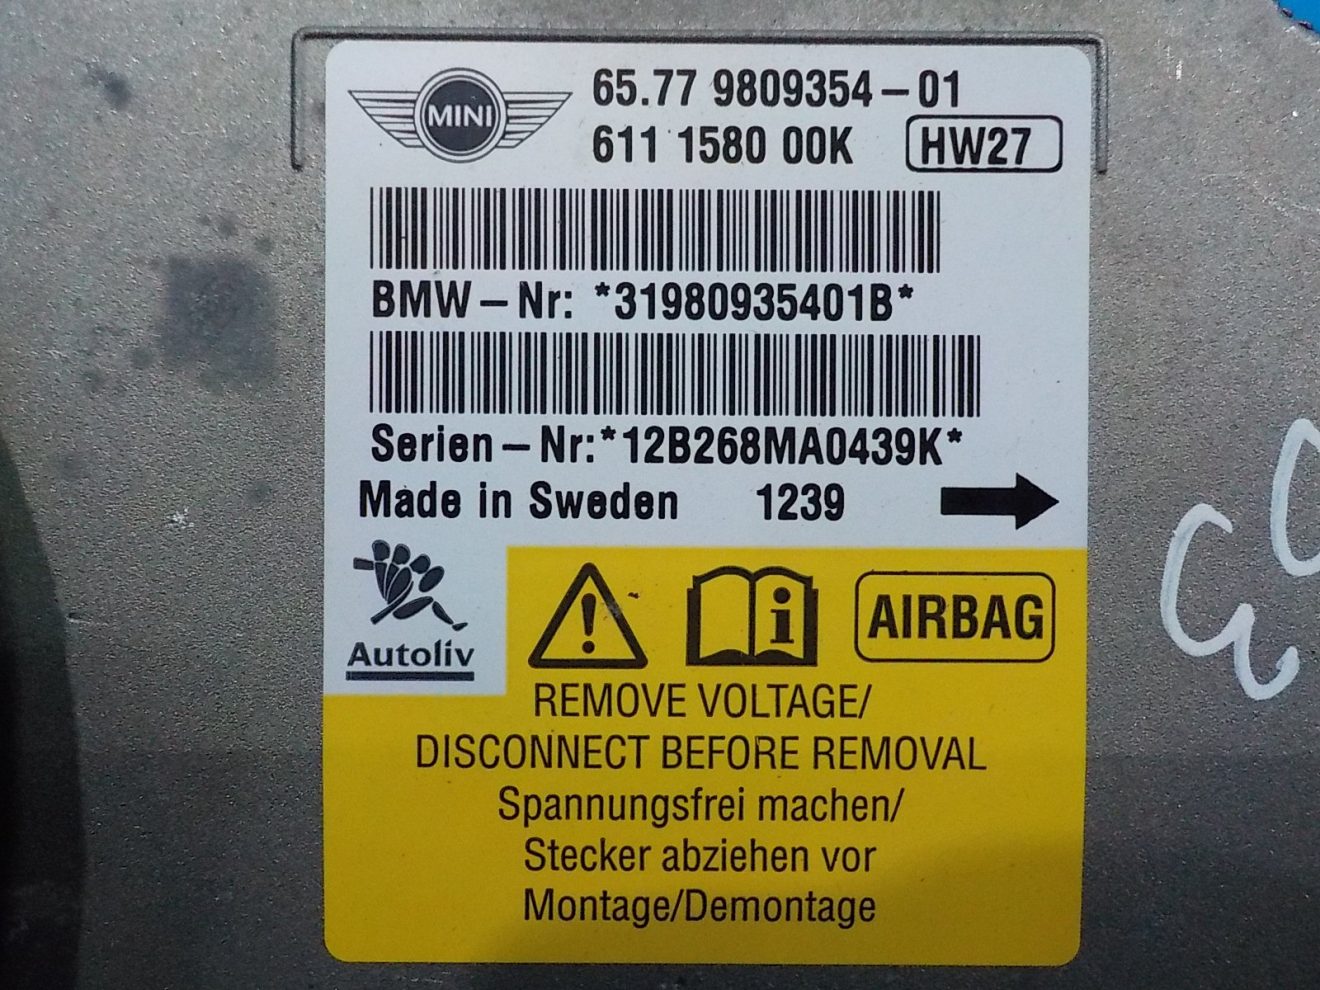 MINI
65.77 9809354-01
611 1580 00K HW27
BMW-Nr: *31980935401B*
Serien-Nr:*12B268MA0439K*
Made in Sweden 1239
Autoliv
AIRBAG
REMOVE VOLTAGE/
DISCONNECT BEFORE REMOVAL
Spannungsfrei machen/
Stecker abziehen vor
Montage/Demontage